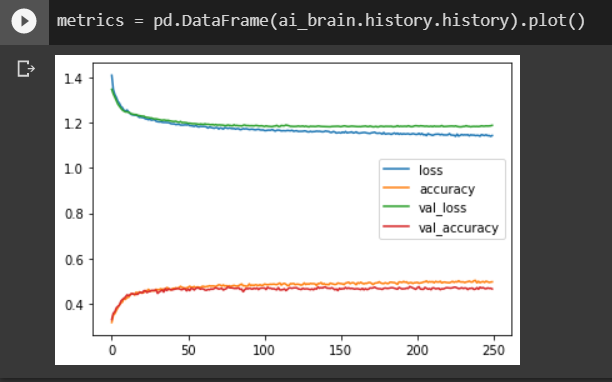 metrics = pd.DataFrame(ai_brain.history.history).plot()
1.4
1.2
1.0
0.8
0.6
0.4
loss
accuracy
val_loss
val_accuracy
0 50 100 150 200 250